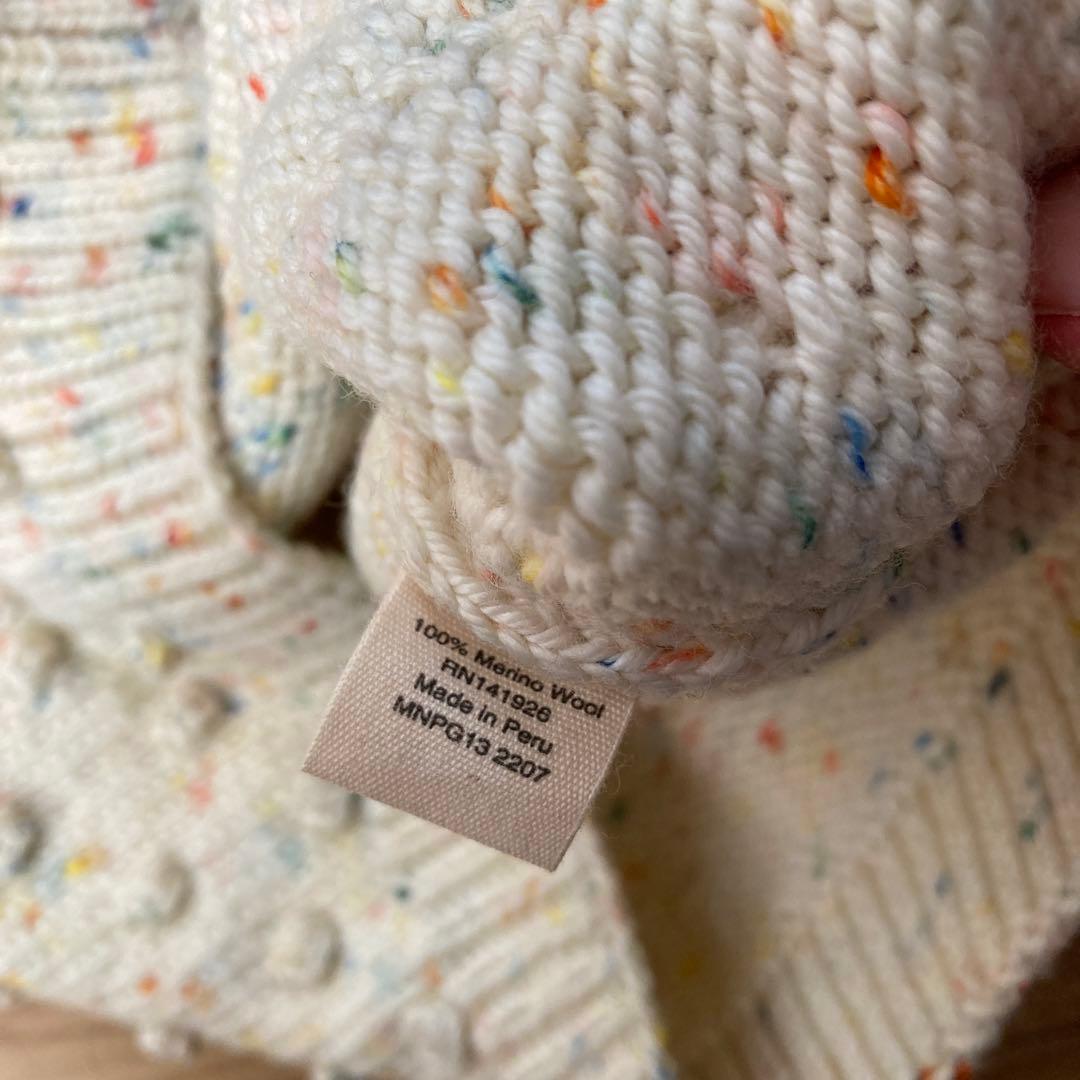 100% Merino Wool
RN141926
Made in Peru
MNPG13 2207